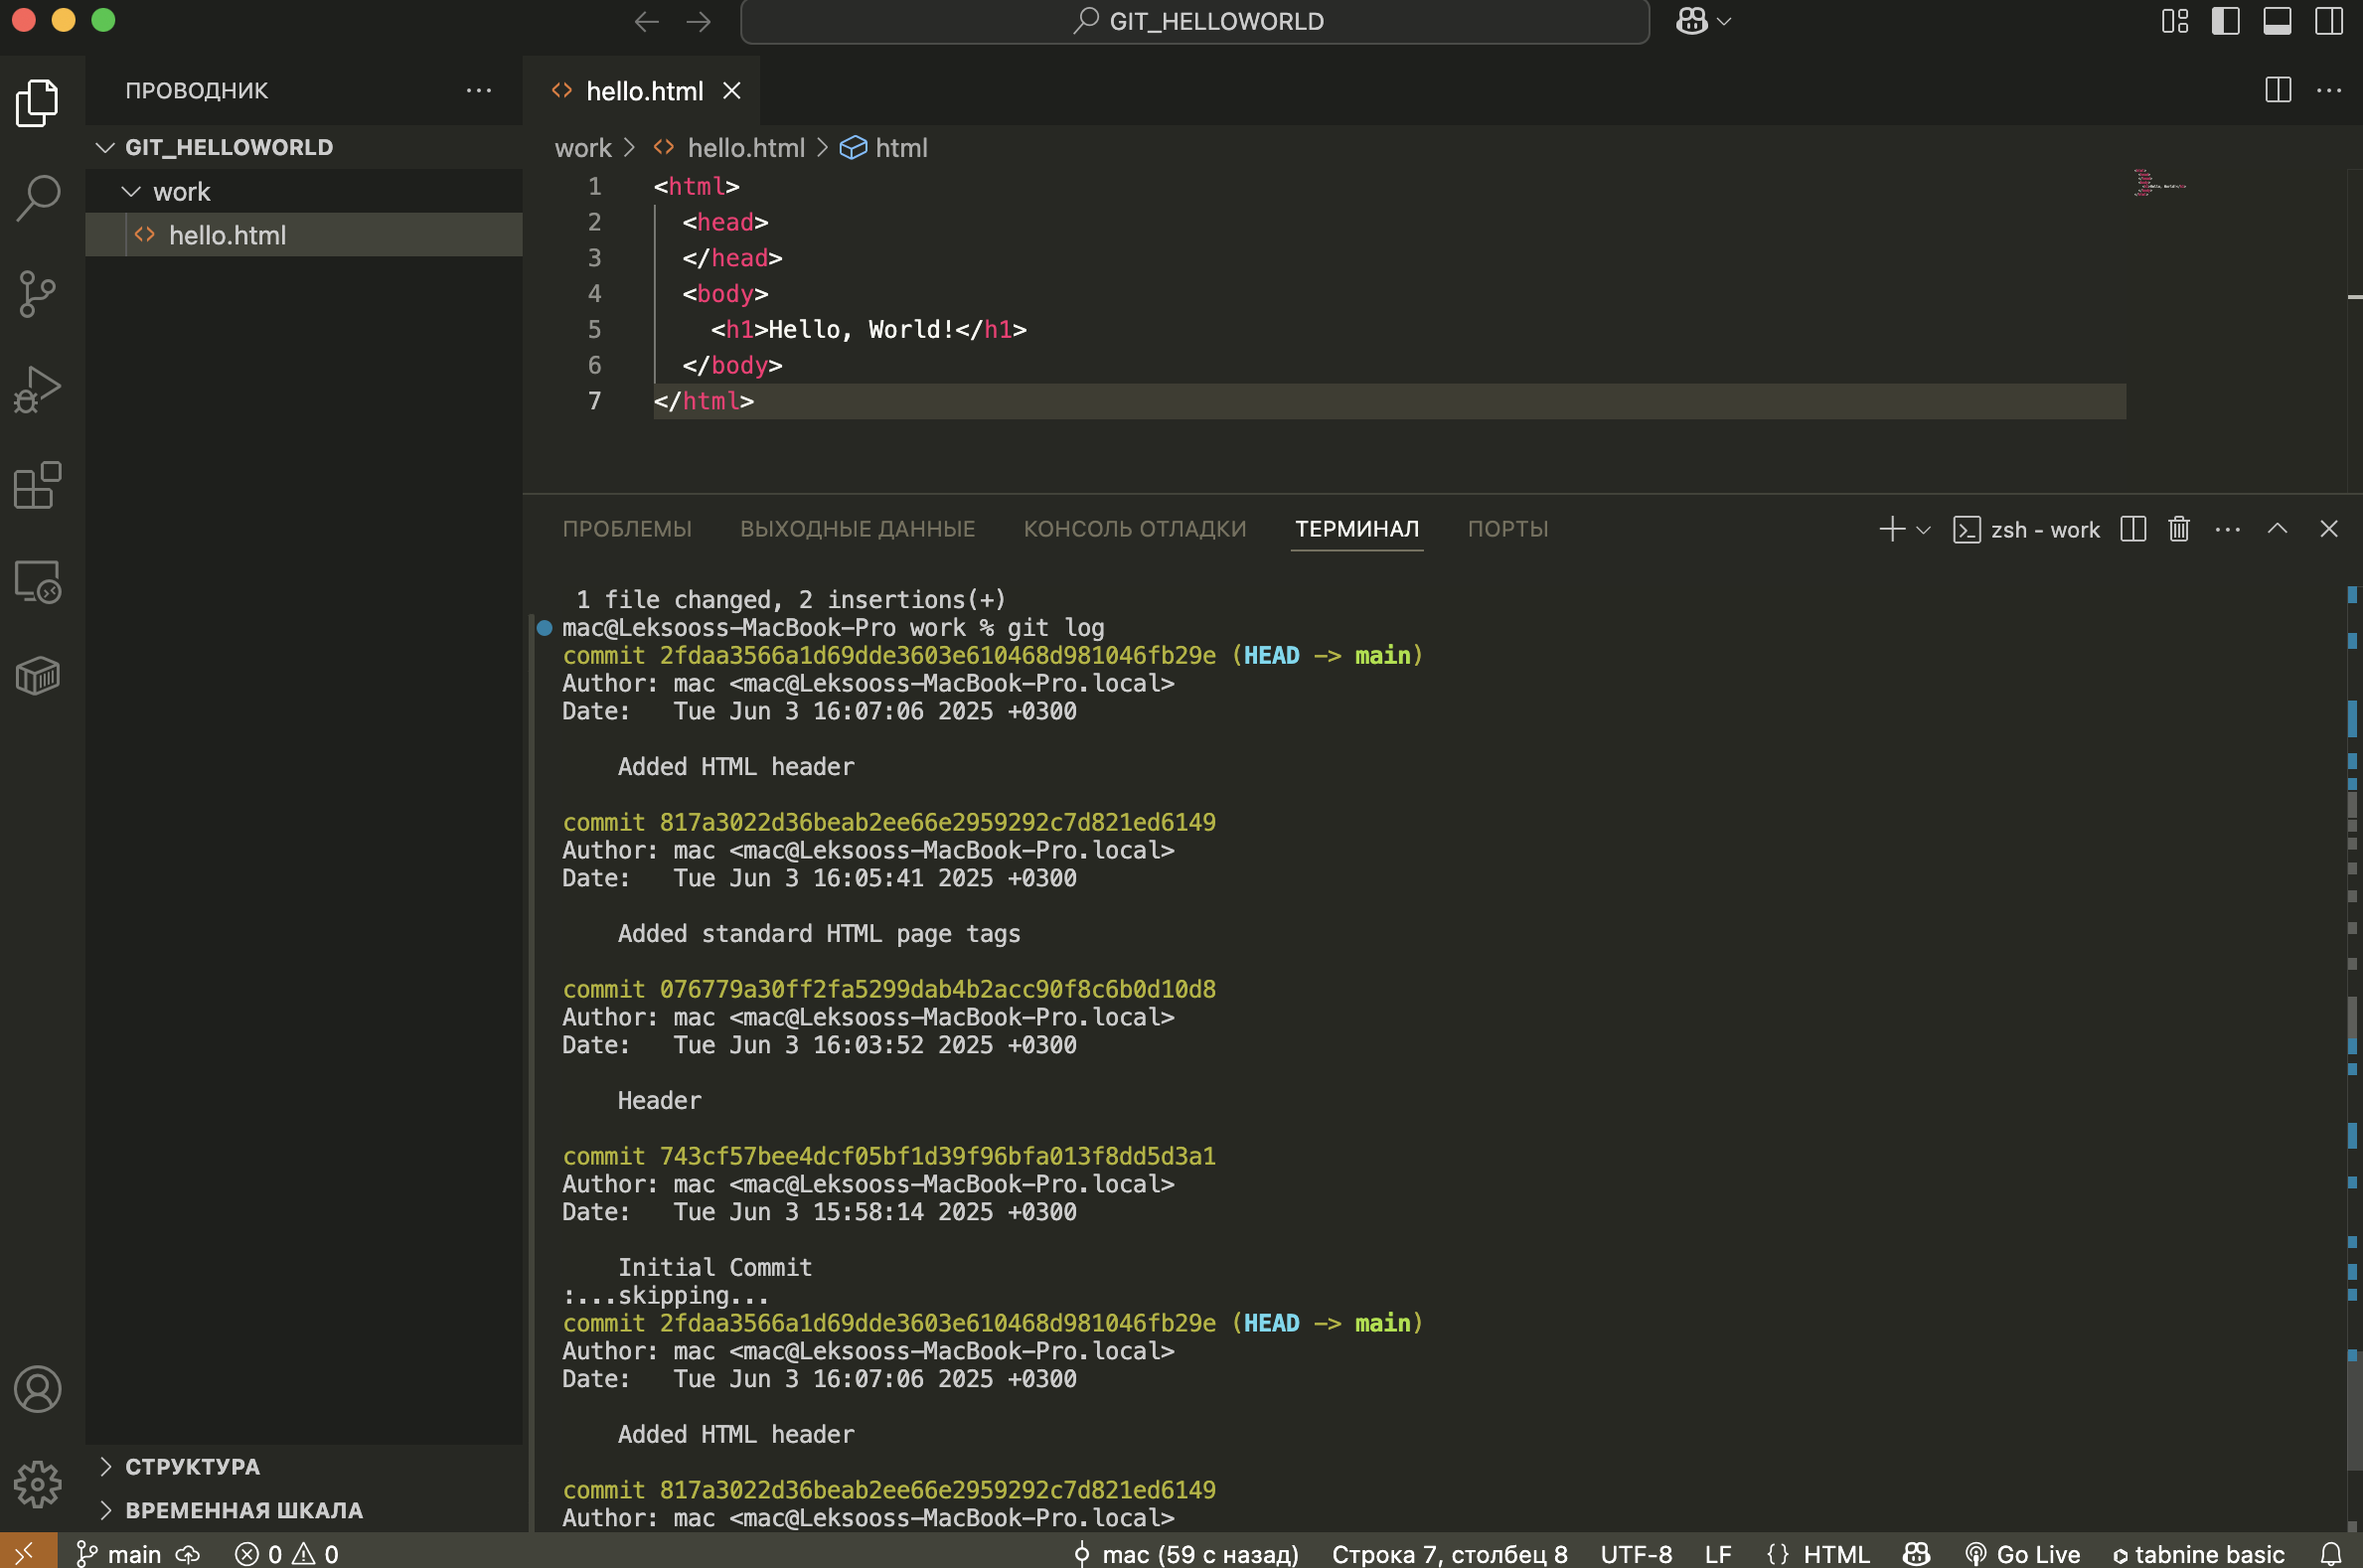 GIT_HELLOWORLD
ПРОВОДНИК
hello.html
GIT_HELLOWORLD
work > hello.html > html
work
hello.html
1 <html>
2 <head>
3 </head>
4 <body>
5 <h1>Hello, World!</h1>
6 </body>
7 </html>
ПРОБЛЕМЫ ВЫХОДНЫЕ ДАННЫЕ КОНСОЛЬ ОТЛАДКИ ТЕРМИНАЛ ПОРТЫ zsh - work
1 file changed, 2 insertions(+)
mac@Leksooss-MacBook-Pro work % git log
commit 2fdaa3566a1d69dde3603e610468d981046fb29e (HEAD -> main)
Author: mac <mac@Leksooss-MacBook-Pro.local>
Date:   Tue Jun 3 16:07:06 2025 +0300
Added HTML header
commit 817a3022d36beab2ee66e2959292c7d821ed6149
Author: mac <mac@Leksooss-MacBook-Pro.local>
Date:   Tue Jun 3 16:05:41 2025 +0300
Added standard HTML page tags
commit 076779a30ff2fa5299dab4b2acc90f8c6b0d10d8
Author: mac <mac@Leksooss-MacBook-Pro.local>
Date:   Tue Jun 3 16:03:52 2025 +0300
Header
commit 743cf57bee4dcf05bf1d39f96bfa013f8dd5d3a1
Author: mac <mac@Leksooss-MacBook-Pro.local>
Date:   Tue Jun 3 15:58:14 2025 +0300
Initial Commit
:...skipping...
commit 2fdaa3566a1d69dde3603e610468d981046fb29e (HEAD -> main)
Author: mac <mac@Leksooss-MacBook-Pro.local>
Date:   Tue Jun 3 16:07:06 2025 +0300
Added HTML header
commit 817a3022d36beab2ee66e2959292c7d821ed6149
Author: mac <mac@Leksooss-MacBook-Pro.local>
СТРУКТУРА
ВРЕМЕННАЯ ШКАЛА
main 0 0 mac (59 с назад) Строка 7, столбец 8 UTF-8 LF {} HTML Go Live tabnine basic